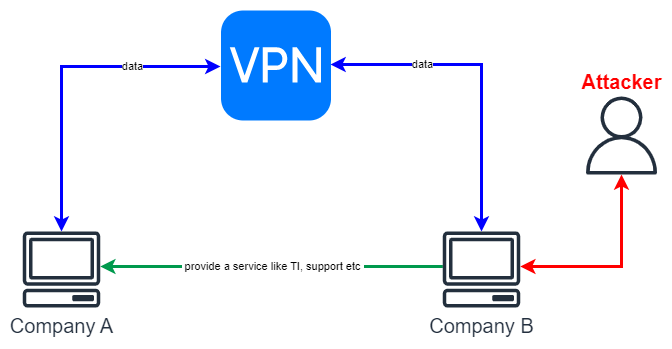 VPN
data
data
Attacker
provide a service like TI, support etc
Company A
Company B